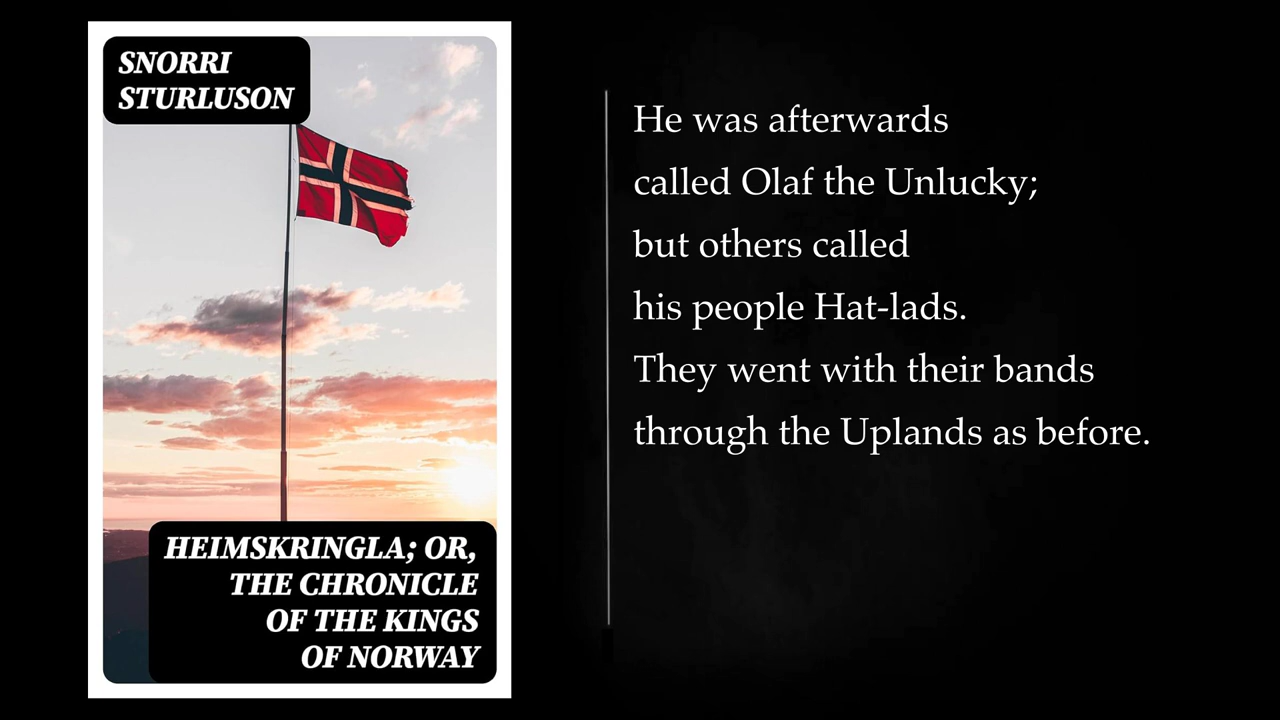 SNORRI
STURLUSON
HEIMSKRINGLA; OR,
THE CHRONICLE
OF THE KINGS
OF NORWAY
He was afterwards
called Olaf the Unlucky;
but others called
his people Hat-lads.
They went with their bands
through the Uplands as before.